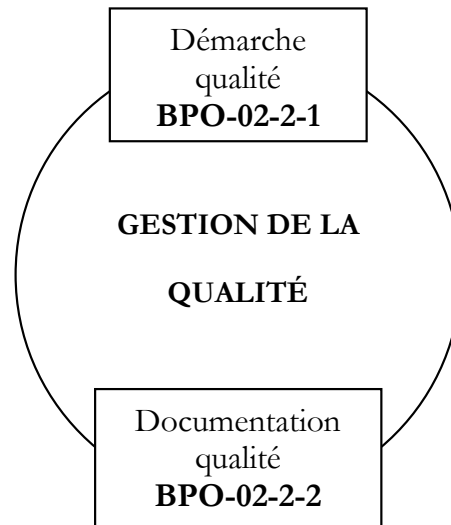 Démarche
qualité
BPO-02-2-1
GESTION DE LA
QUALITÉ
Documentation
qualité
BPO-02-2-2